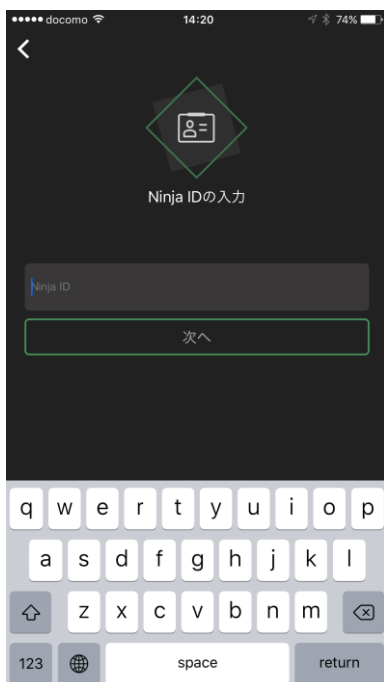 docomo 14:20 74%
Ninja IDの入力
Ninja ID
次へ
q w e r t y u i o p
a s d f g h j k l
z x c v b n m
123 space return